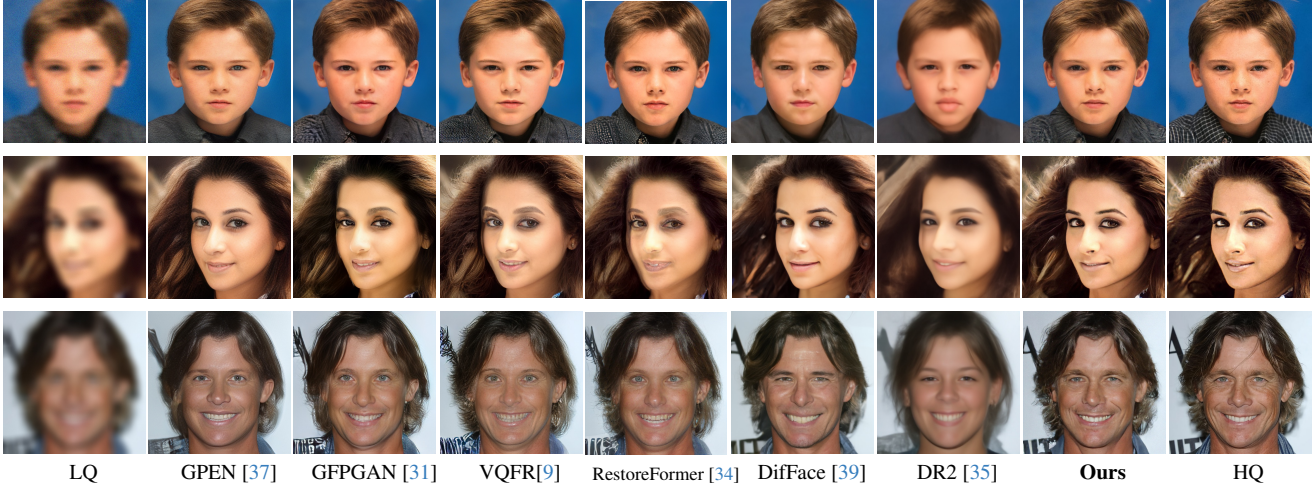 LQ GPEN [37] GFPGAN [31] VQFR[9] RestoreFormer [34] DifFace [39] DR2 [35] Ours HQ